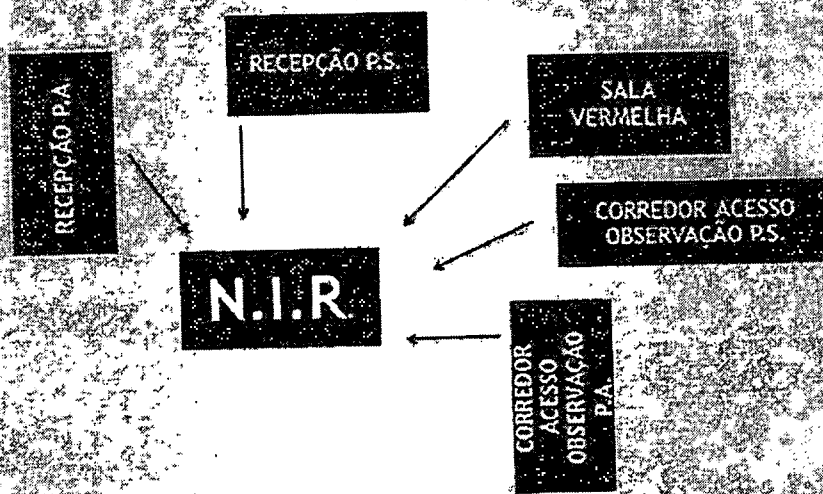 RECEPÇÃO P.A.
RECEPÇÃO P.S.
SALA
VERMELHA
CORREDOR ACESSO
OBSERVAÇÃO P.S.
N.I.R.
CORREDOR
ACESSO
OBSERVAÇÃO
P.A.